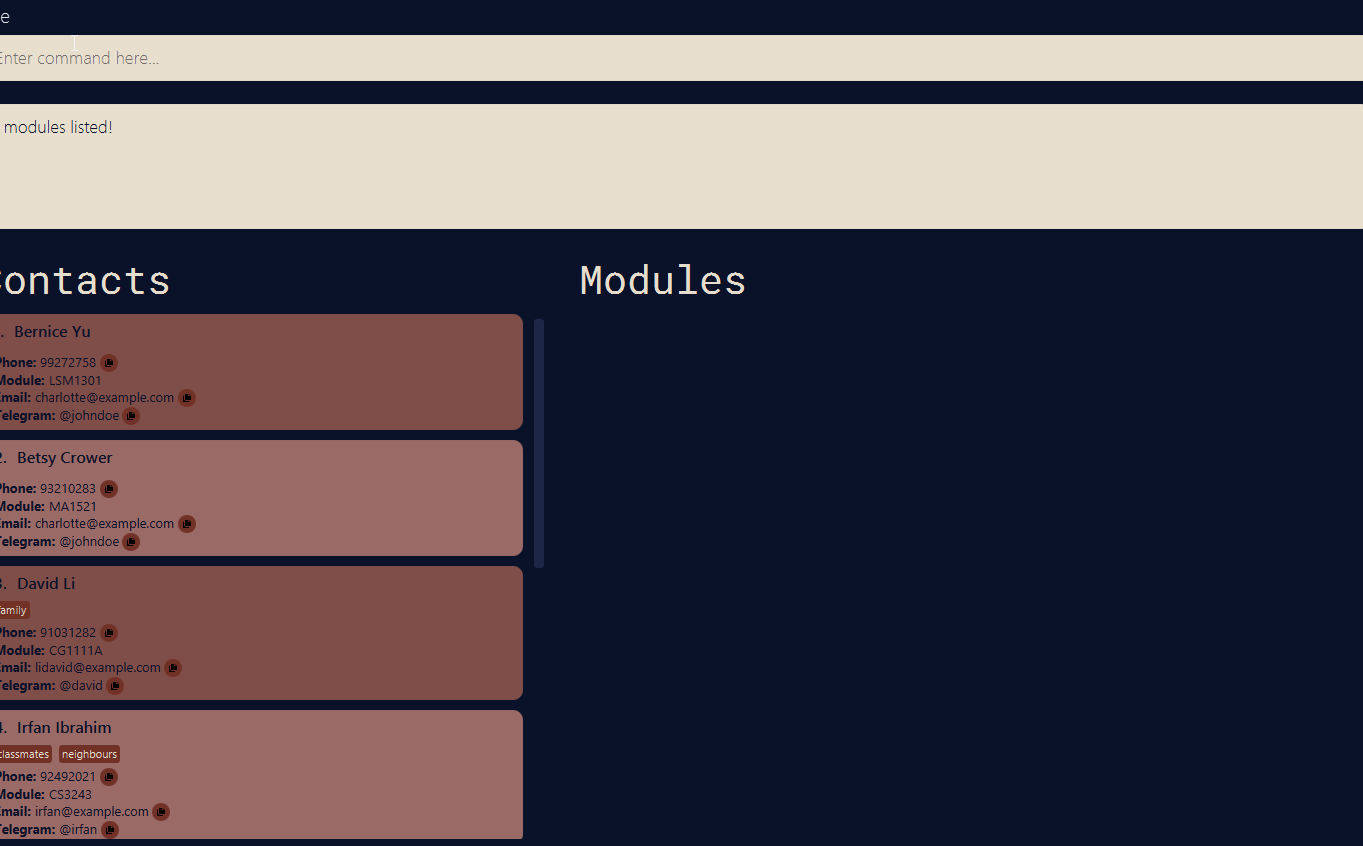 e
Enter command here...
modules listed!
Contacts
Modules
. Bernice Yu
Phone: 99272758
Module: LSM1301
Email: charlotte@example.com
Telegram: @johndoe
2. Betsy Crower
Phone: 93210283
Module: MA1521
Email: charlotte@example.com
Telegram: @johndoe
3. David Li
family
Phone: 91031282
Module: CG1111A
Email: lidavid@example.com
Telegram: @david
4. Irfan Ibrahim
classmates neighbours
Phone: 92492021
Module: CS3243
Email: irfan@example.com
Telegram: @irfan